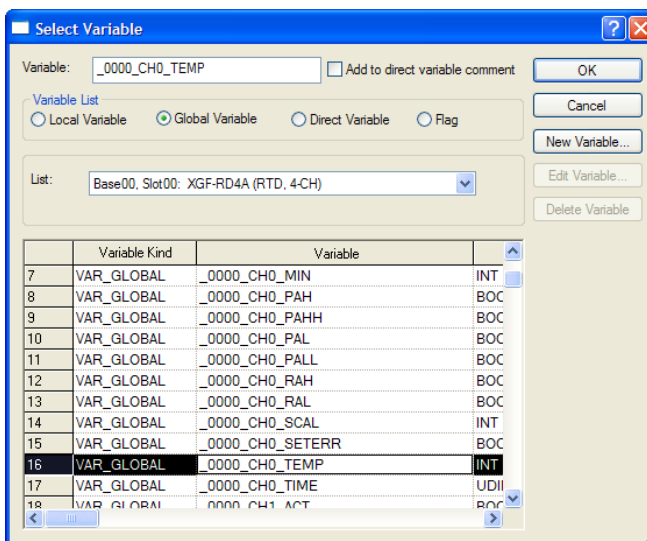 Select Variable
Variable: _0000_CH0_TEMP Add to direct variable comment OK
Variable List Cancel
Local Variable Global Variable Direct Variable Flag
New Variable...
List: Base00, Slot00: XGF-RD4A (RTD, 4-CH) Edit Variable...
Delete Variable
Variable Kind Variable
7 VAR_GLOBAL _0000_CH0_MIN INT
8 VAR_GLOBAL _0000_CH0_PAH BOO
9 VAR_GLOBAL _0000_CH0_PAHH BOO
10 VAR_GLOBAL _0000_CH0_PAL BOO
11 VAR_GLOBAL _0000_CH0_PALL BOO
12 VAR_GLOBAL _0000_CH0_RAH BOO
13 VAR_GLOBAL _0000_CH0_RAL BOO
14 VAR_GLOBAL _0000_CH0_SCAL INT
15 VAR_GLOBAL _0000_CH0_SETERR BOO
16 VAR_GLOBAL _0000_CH0_TEMP INT
17 VAR_GLOBAL _0000_CH0_TIME UDI
18 VAR_GLOBAL _0000_CH1_ACT BOO